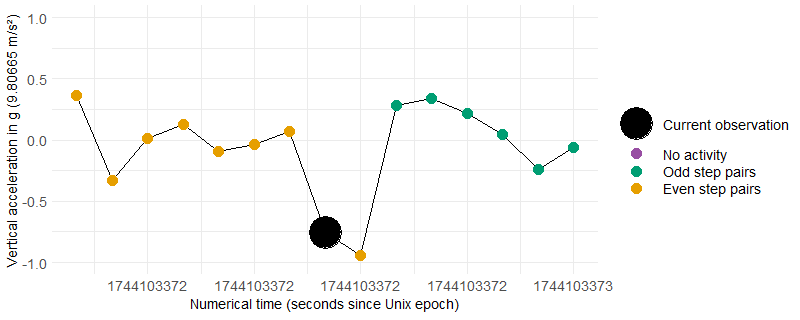 Vertical acceleration in g (9.80665 m/s²)
1.0
0.5
0.0
-0.5
-1.0
1744103372 1744103372 1744103372 1744103372 1744103373
Numerical time (seconds since Unix epoch)
Current observation
No activity
Odd step pairs
Even step pairs